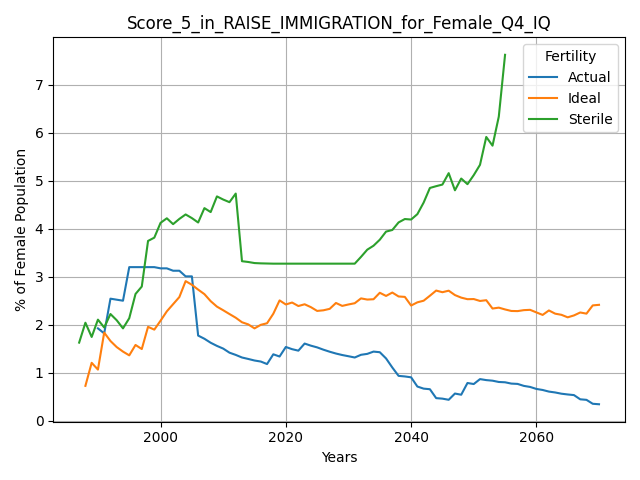 Score_5_in_RAISE_IMMIGRATION_for_Female_Q4_IQ
Fertility
Actual
Ideal
Sterile
% of Female Population
7
6
5
4
3
2
1
0
2000
2020
2040
2060
Years